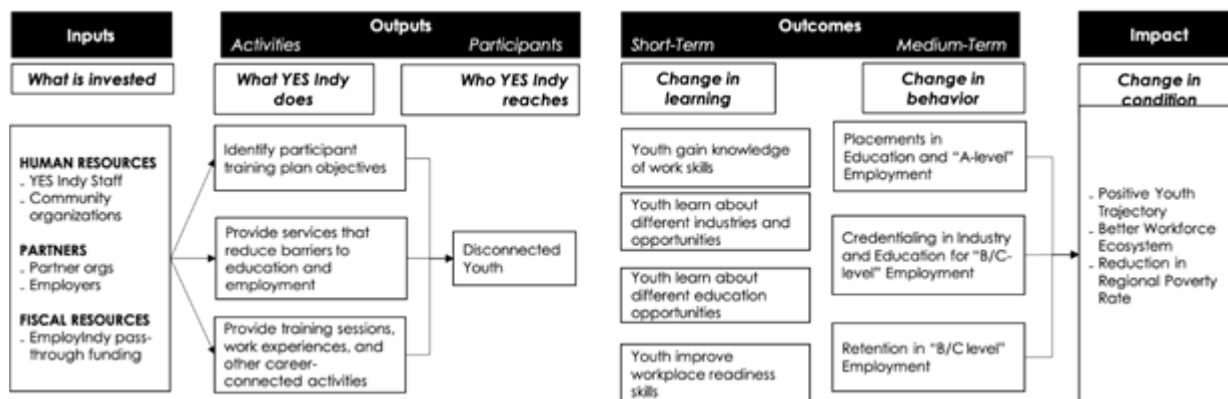 Inputs
Outputs
Activities
Participants
Outcomes
Short-Term
Medium-Term
Impact
What is invested
What YES Indy
does
Who YES Indy
reaches
Change in
learning
Change in
behavior
Change in
condition
HUMAN RESOURCES
- YES Indy Staff
- Community
organizations
PARTNERS
- Partner orgs
- Employers
FISCAL RESOURCES
- EmployIndy pass-
through funding
Identify participant
training plan objectives
Provide services that
reduce barriers to
education and
employment
Provide training sessions,
work experiences, and
other career-
connected activities
Disconnected
Youth
Youth gain knowledge
of work skills
Youth learn about
different industries and
opportunities
Youth learn about
different education
opportunities
Youth improve
workplace readiness
skills
Placements in
Education and “A-level”
Employment
Credentialing in Industry
and Education for “B/C-
level” Employment
Retention in “B/C level”
Employment
- Positive Youth
Trajectory
- Better Workforce
Ecosystem
- Reduction in
Regional Poverty
Rate